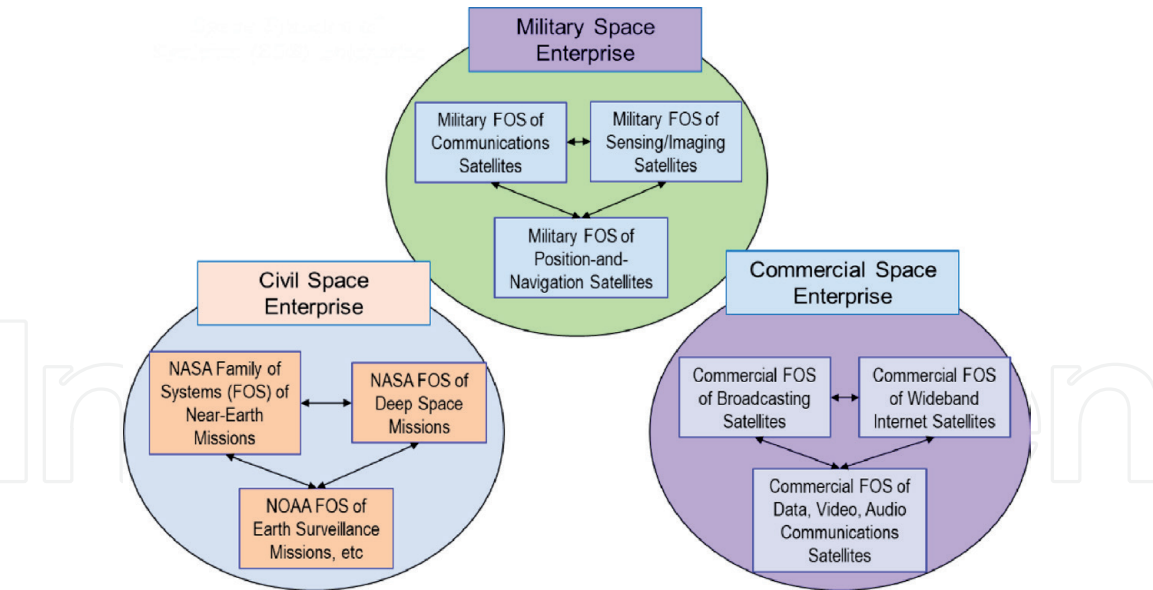 Military Space
Enterprise
Military FOS of
Communications
Satellites
Military FOS of
Sensing/Imaging
Satellites
Military FOS of
Position-and-
Navigation Satellites
Civil Space
Enterprise
NASA Family of
Systems (FOS) of
Near-Earth
Missions
NASA FOS of
Deep Space
Missions
NOAA FOS of
Earth Surveillance
Missions, etc
Commercial Space
Enterprise
Commercial FOS
of Broadcasting
Satellites
Commercial FOS
of Wideband
Internet Satellites
Commercial FOS of
Data, Video, Audio
Communications
Satellites